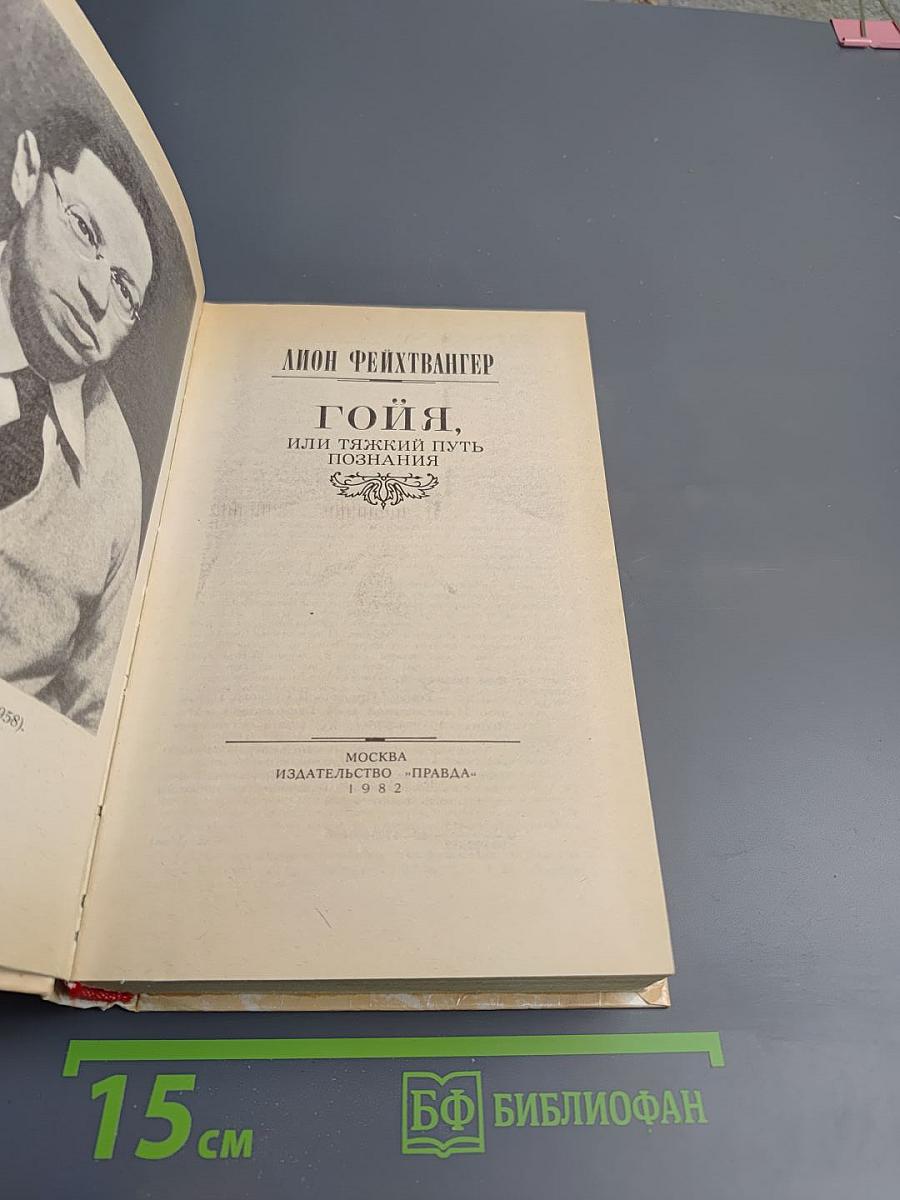 ЛИОН ФЕЙХТВАНГЕР
ГОЙЯ,
ИЛИ ТЯЖКИЙ ПУТЬ
ПОЗНАНИЯ
МОСКВА
ИЗДАТЕЛЬСТВО „ПРАВДА“
1982
958).
15 см
БФ БИБЛИОФАН